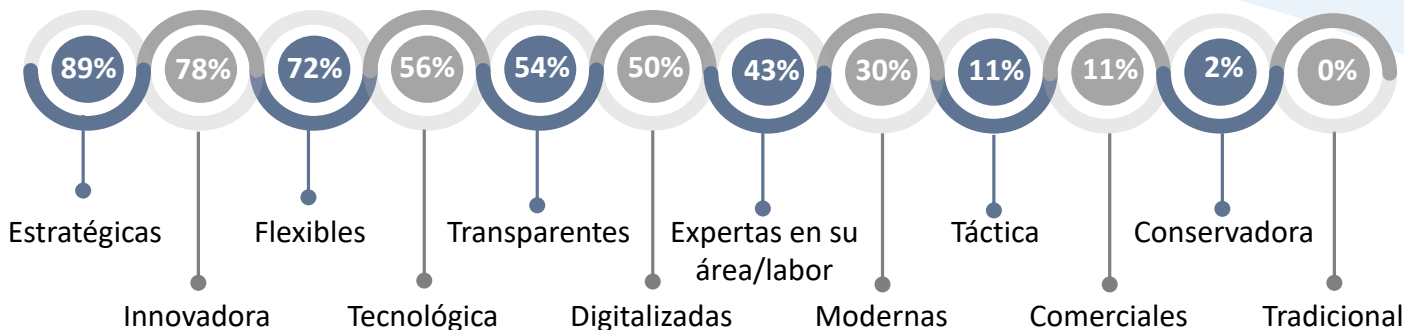 89% 78% 72% 56% 54% 50% 43% 30% 11% 11% 2% 0%
Estratégicas Flexibles Transparentes Expertas en su Táctica Conservadora
área/labor
Innovadora Tecnológica Digitalizadas Modernas Comerciales Tradicional